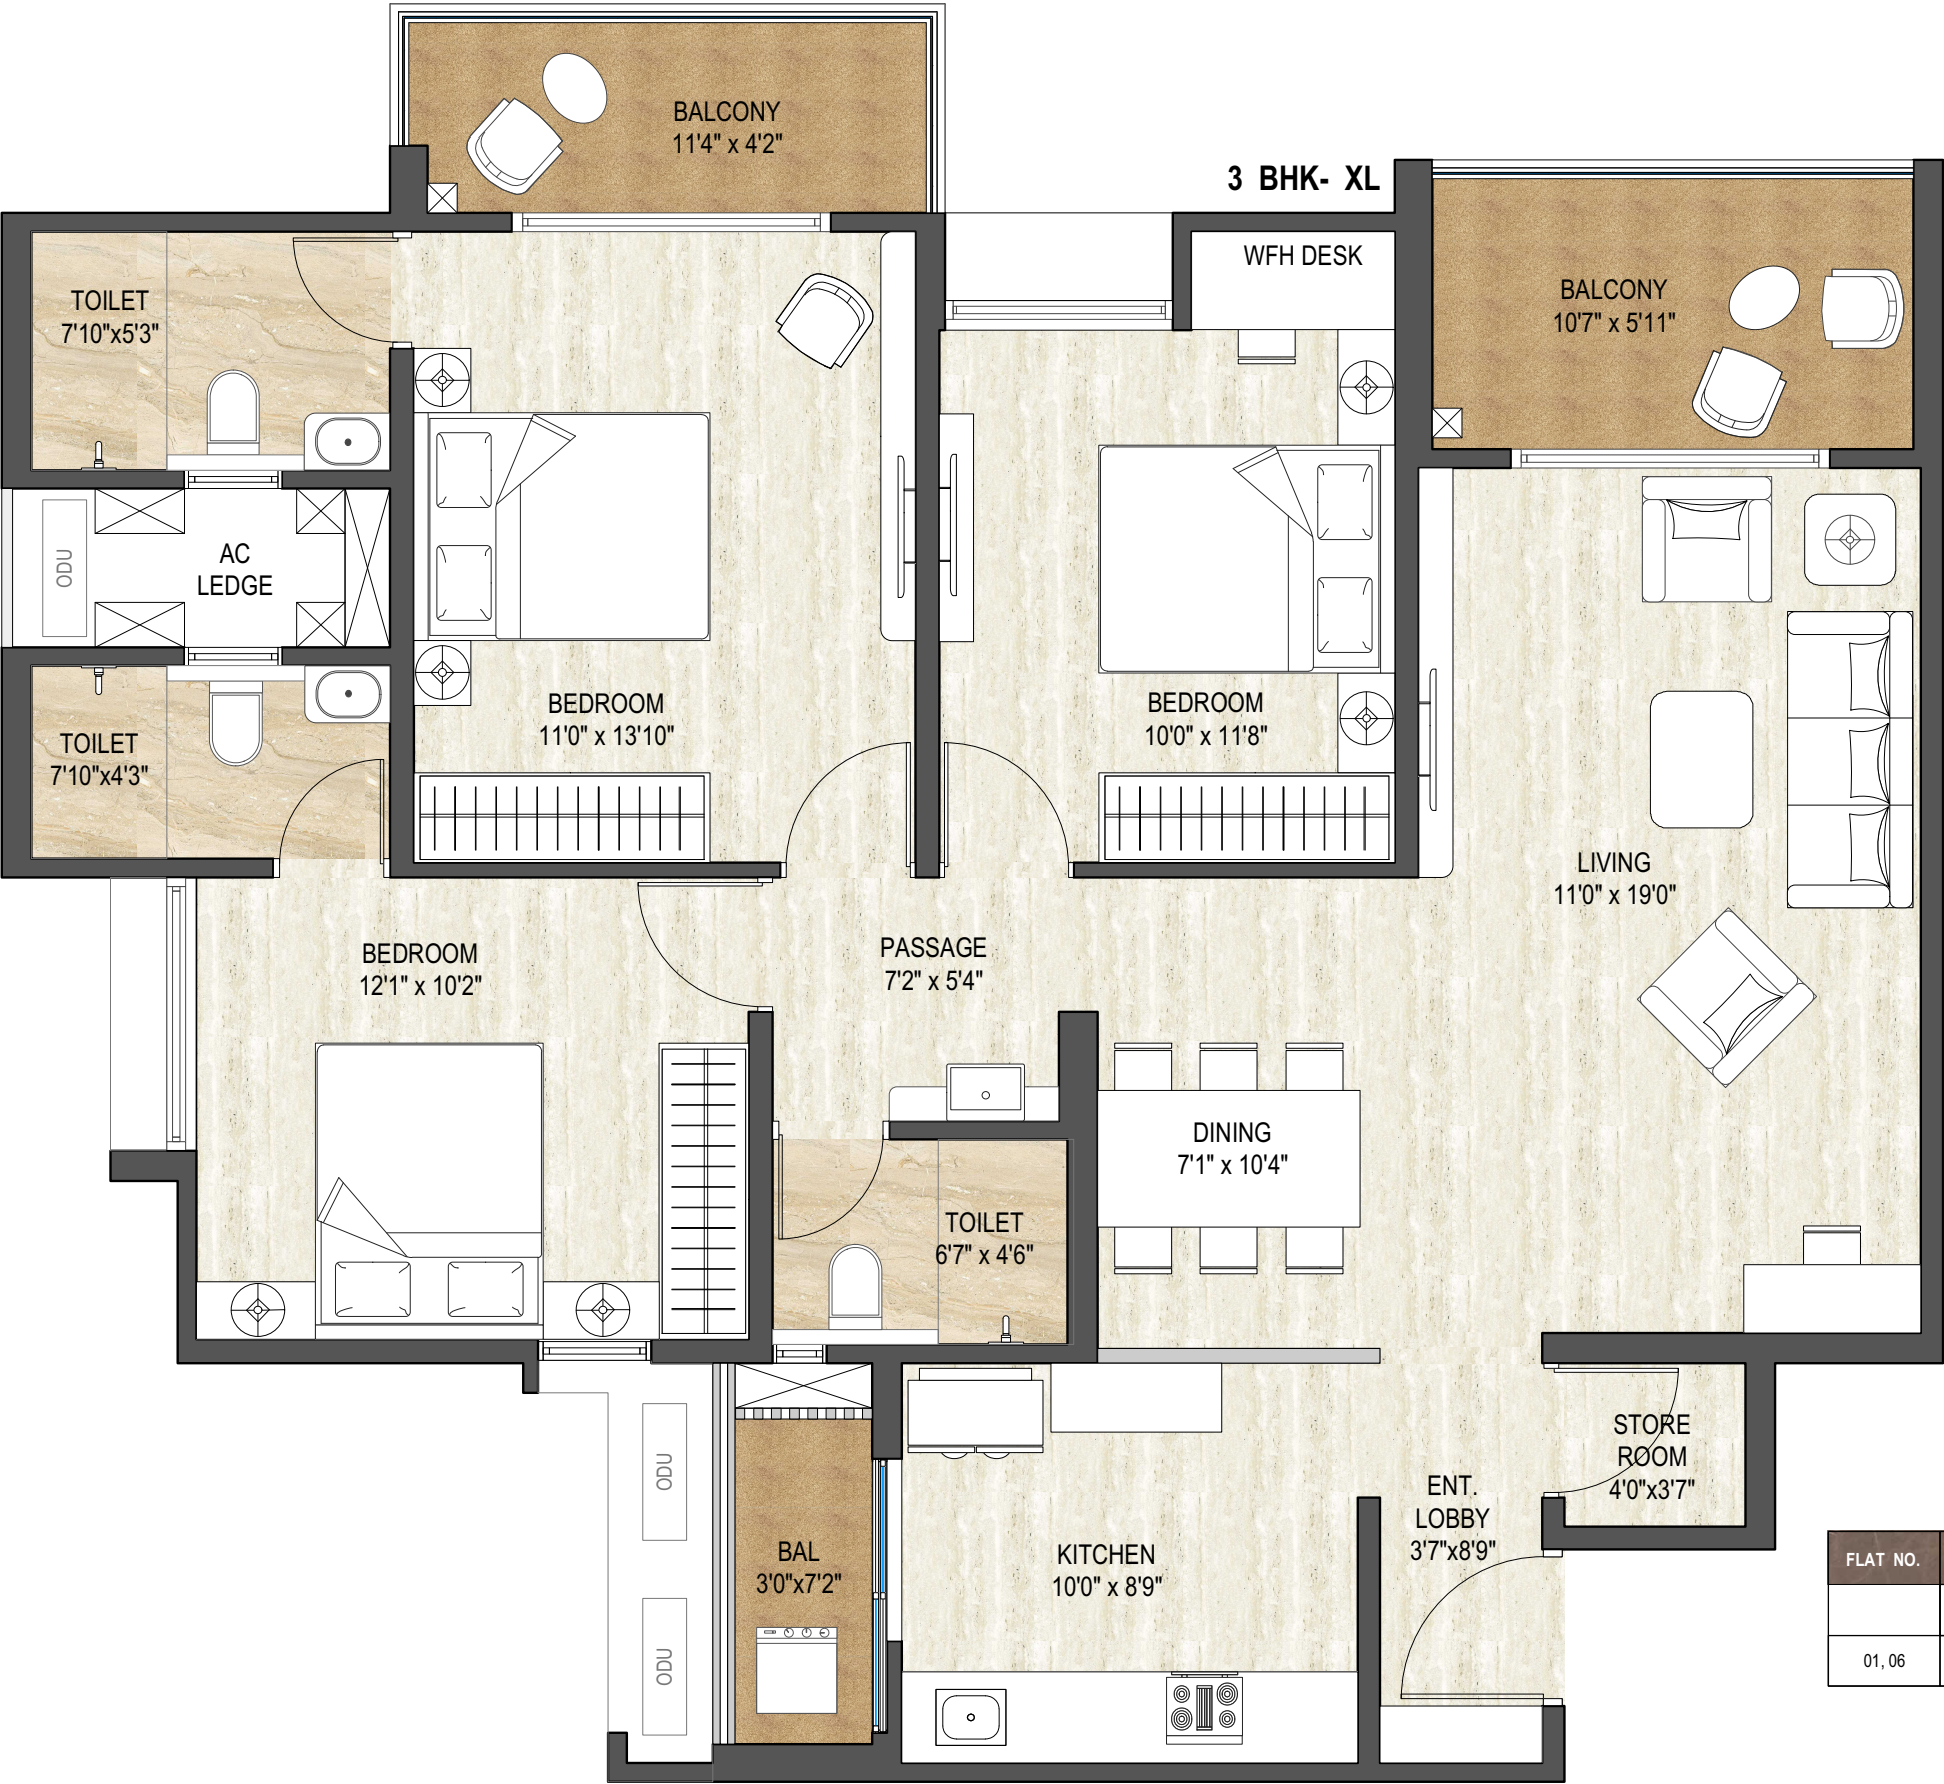 BALCONY
11'4" x 4'2"
3 BHK- XL
WFH DESK
BALCONY
10'7" x 5'11"
TOILET
7'10"x5'3"
ODU
AC
LEDGE
BEDROOM
11'0" x 13'10"
BEDROOM
10'0" x 11'8"
TOILET
7'10"x4'3"
LIVING
11'0" x 19'0"
BEDROOM
12'1" x 10'2"
PASSAGE
7'2" x 5'4"
DINING
7'1" x 10'4"
TOILET
6'7" x 4'6"
STORE
ROOM
4'0"x3'7"
ODU
ENT.
LOBBY
3'7"x8'9"
BAL
3'0"x7'2"
KITCHEN
10'0" x 8'9"
ODU
FLAT NO.
01, 06